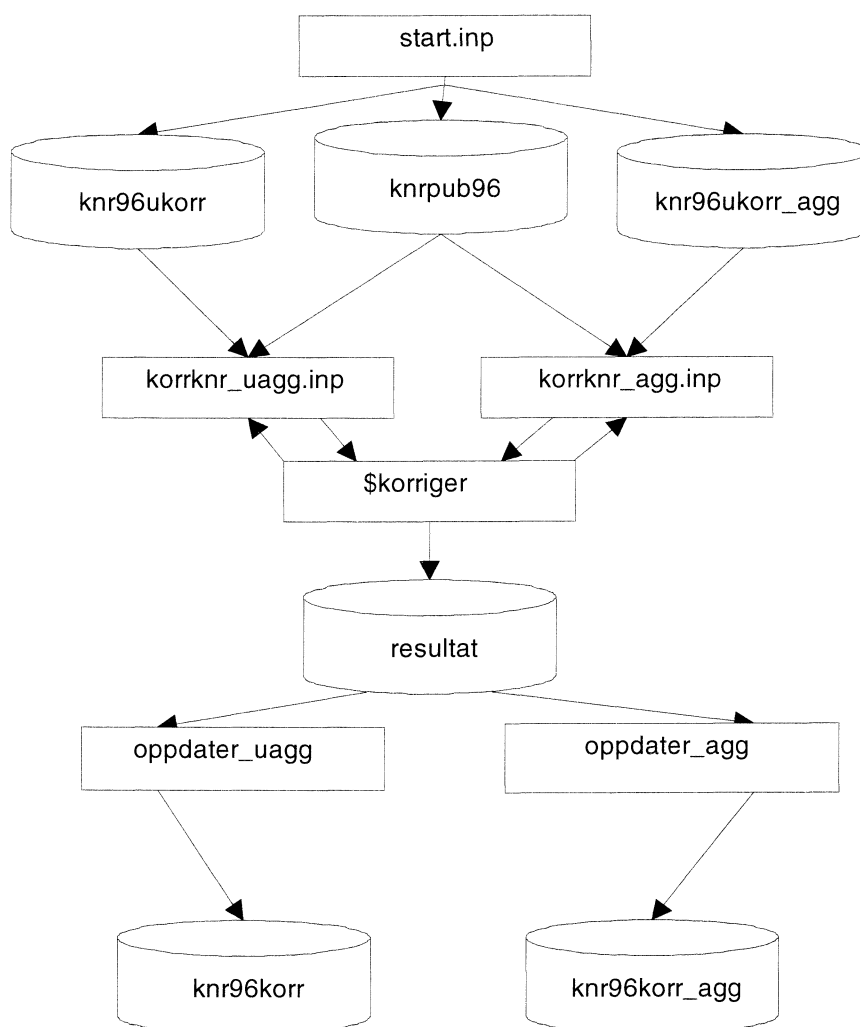 start.inp
knr96ukorr
knrpub96
knr96ukorr_agg
korrknr_uagg.inp
korrknr_agg.inp
$korriger
resultat
oppdater_uagg
oppdater_agg
knr96korr
knr96korr_agg